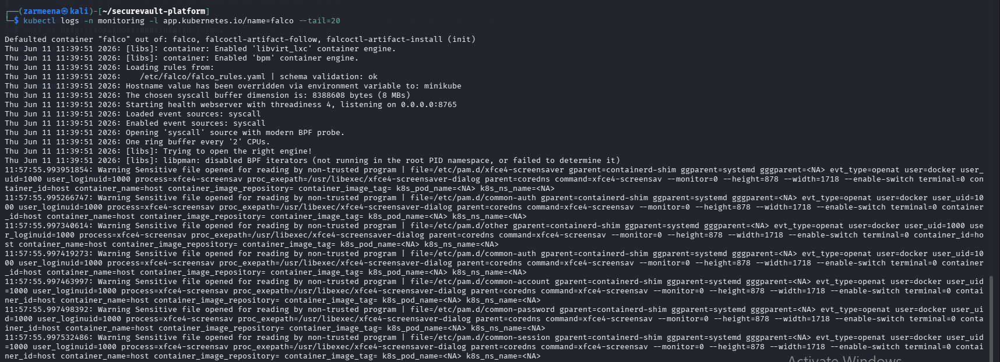 ┌──(zarmeena㉿kali)-[~/securevault-platform]
└─$ kubectl logs -n monitoring -l app.kubernetes.io/name=falco --tail=20
Defaulted container "falco" out of: falco, falcoctl-artifact-follow, falcoctl-artifact-install (init)
Thu Jun 11 11:39:51 2026: [libs]: container: Enabled 'libvirt_lxc' container engine.
Thu Jun 11 11:39:51 2026: [libs]: container: Enabled 'bpm' container engine.
Thu Jun 11 11:39:51 2026: Loading rules from:
Thu Jun 11 11:39:51 2026:    /etc/falco/falco_rules.yaml | schema validation: ok
Thu Jun 11 11:39:51 2026: Hostname value has been overridden via environment variable to: minikube
Thu Jun 11 11:39:51 2026: The chosen syscall buffer dimension is: 8388608 bytes (8 MBs)
Thu Jun 11 11:39:51 2026: Starting health webserver with threadiness 4, listening on 0.0.0.0:8765
Thu Jun 11 11:39:51 2026: Loaded event sources: syscall
Thu Jun 11 11:39:51 2026: Enabled event sources: syscall
Thu Jun 11 11:39:51 2026: Opening 'syscall' source with modern BPF probe.
Thu Jun 11 11:39:51 2026: One ring buffer every '2' CPUs.
Thu Jun 11 11:39:51 2026: [libs]: Trying to open the right engine!
Thu Jun 11 11:39:51 2026: [libs]: libpman: disabled BPF iterators (not running in the root PID namespace, or failed to determine it)
11:57:55.993951854: Warning Sensitive file opened for reading by non-trusted program | file=/etc/pam.d/xfce4-screensaver gparent=containerd-shim ggparent=systemd gggparent=<NA> evt_type=openat user=docker user_
uid=1000 user_loginuid=1000 process=xfce4-screensav proc_exepath=/usr/libexec/xfce4-screensaver-dialog parent=coredns command=xfce4-screensav --monitor=0 --height=878 --width=1718 --enable-switch terminal=0 con
tainer_id=host container_name=host container_image_repository= container_image_tag= k8s_pod_name=<NA> k8s_ns_name=<NA>
11:57:55.995266747: Warning Sensitive file opened for reading by non-trusted program | file=/etc/pam.d/common-auth gparent=containerd-shim ggparent=systemd gggparent=<NA> evt_type=openat user=docker user_uid=10
00 user_loginuid=1000 process=xfce4-screensav proc_exepath=/usr/libexec/xfce4-screensaver-dialog parent=coredns command=xfce4-screensav --monitor=0 --height=878 --width=1718 --enable-switch terminal=0 container
_id=host container_name=host container_image_repository= container_image_tag= k8s_pod_name=<NA> k8s_ns_name=<NA>
11:57:55.997340614: Warning Sensitive file opened for reading by non-trusted program | file=/etc/pam.d/other gparent=containerd-shim ggparent=systemd gggparent=<NA> evt_type=openat user=docker user_uid=1000 use
r_loginuid=1000 process=xfce4-screensav proc_exepath=/usr/libexec/xfce4-screensaver-dialog parent=coredns command=xfce4-screensav --monitor=0 --height=878 --width=1718 --enable-switch terminal=0 container_id=ho
st container_name=host container_image_repository= container_image_tag= k8s_pod_name=<NA> k8s_ns_name=<NA>
11:57:55.997419273: Warning Sensitive file opened for reading by non-trusted program | file=/etc/pam.d/common-auth gparent=containerd-shim ggparent=systemd gggparent=<NA> evt_type=openat user=docker user_uid=10
00 user_loginuid=1000 process=xfce4-screensav proc_exepath=/usr/libexec/xfce4-screensaver-dialog parent=coredns command=xfce4-screensav --monitor=0 --height=878 --width=1718 --enable-switch terminal=0 container
_id=host container_name=host container_image_repository= container_image_tag= k8s_pod_name=<NA> k8s_ns_name=<NA>
11:57:55.997463997: Warning Sensitive file opened for reading by non-trusted program | file=/etc/pam.d/common-account gparent=containerd-shim ggparent=systemd gggparent=<NA> evt_type=openat user=docker user_uid
=1000 user_loginuid=1000 process=xfce4-screensav proc_exepath=/usr/libexec/xfce4-screensaver-dialog parent=coredns command=xfce4-screensav --monitor=0 --height=878 --width=1718 --enable-switch terminal=0 contai
ner_id=host container_name=host container_image_repository= container_image_tag= k8s_pod_name=<NA> k8s_ns_name=<NA>
11:57:55.997498392: Warning Sensitive file opened for reading by non-trusted program | file=/etc/pam.d/common-password gparent=containerd-shim ggparent=systemd gggparent=<NA> evt_type=openat user=docker user_ui
d=1000 user_loginuid=1000 process=xfce4-screensav proc_exepath=/usr/libexec/xfce4-screensaver-dialog parent=coredns command=xfce4-screensav --monitor=0 --height=878 --width=1718 --enable-switch terminal=0 conta
iner_id=host container_name=host container_image_repository= container_image_tag= k8s_pod_name=<NA> k8s_ns_name=<NA>
11:57:55.997532486: Warning Sensitive file opened for reading by non-trusted program | file=/etc/pam.d/common-session gparent=containerd-shim ggparent=systemd gggparent=<NA> evt_type=openat user=docker user_uid
=1000 user_loginuid=1000 process=xfce4-screensav proc_exepath=/usr/libexec/xfce4-screensaver-dialog parent=coredns command=xfce4-screensav --monitor=0 --height=878 --width=1718 --enable-switch terminal=0 contai
ner_id=host container_name=host container_image_repository= container_image_tag= k8s_pod_name=<NA> k8s_ns_name=<NA>
Activate Windows